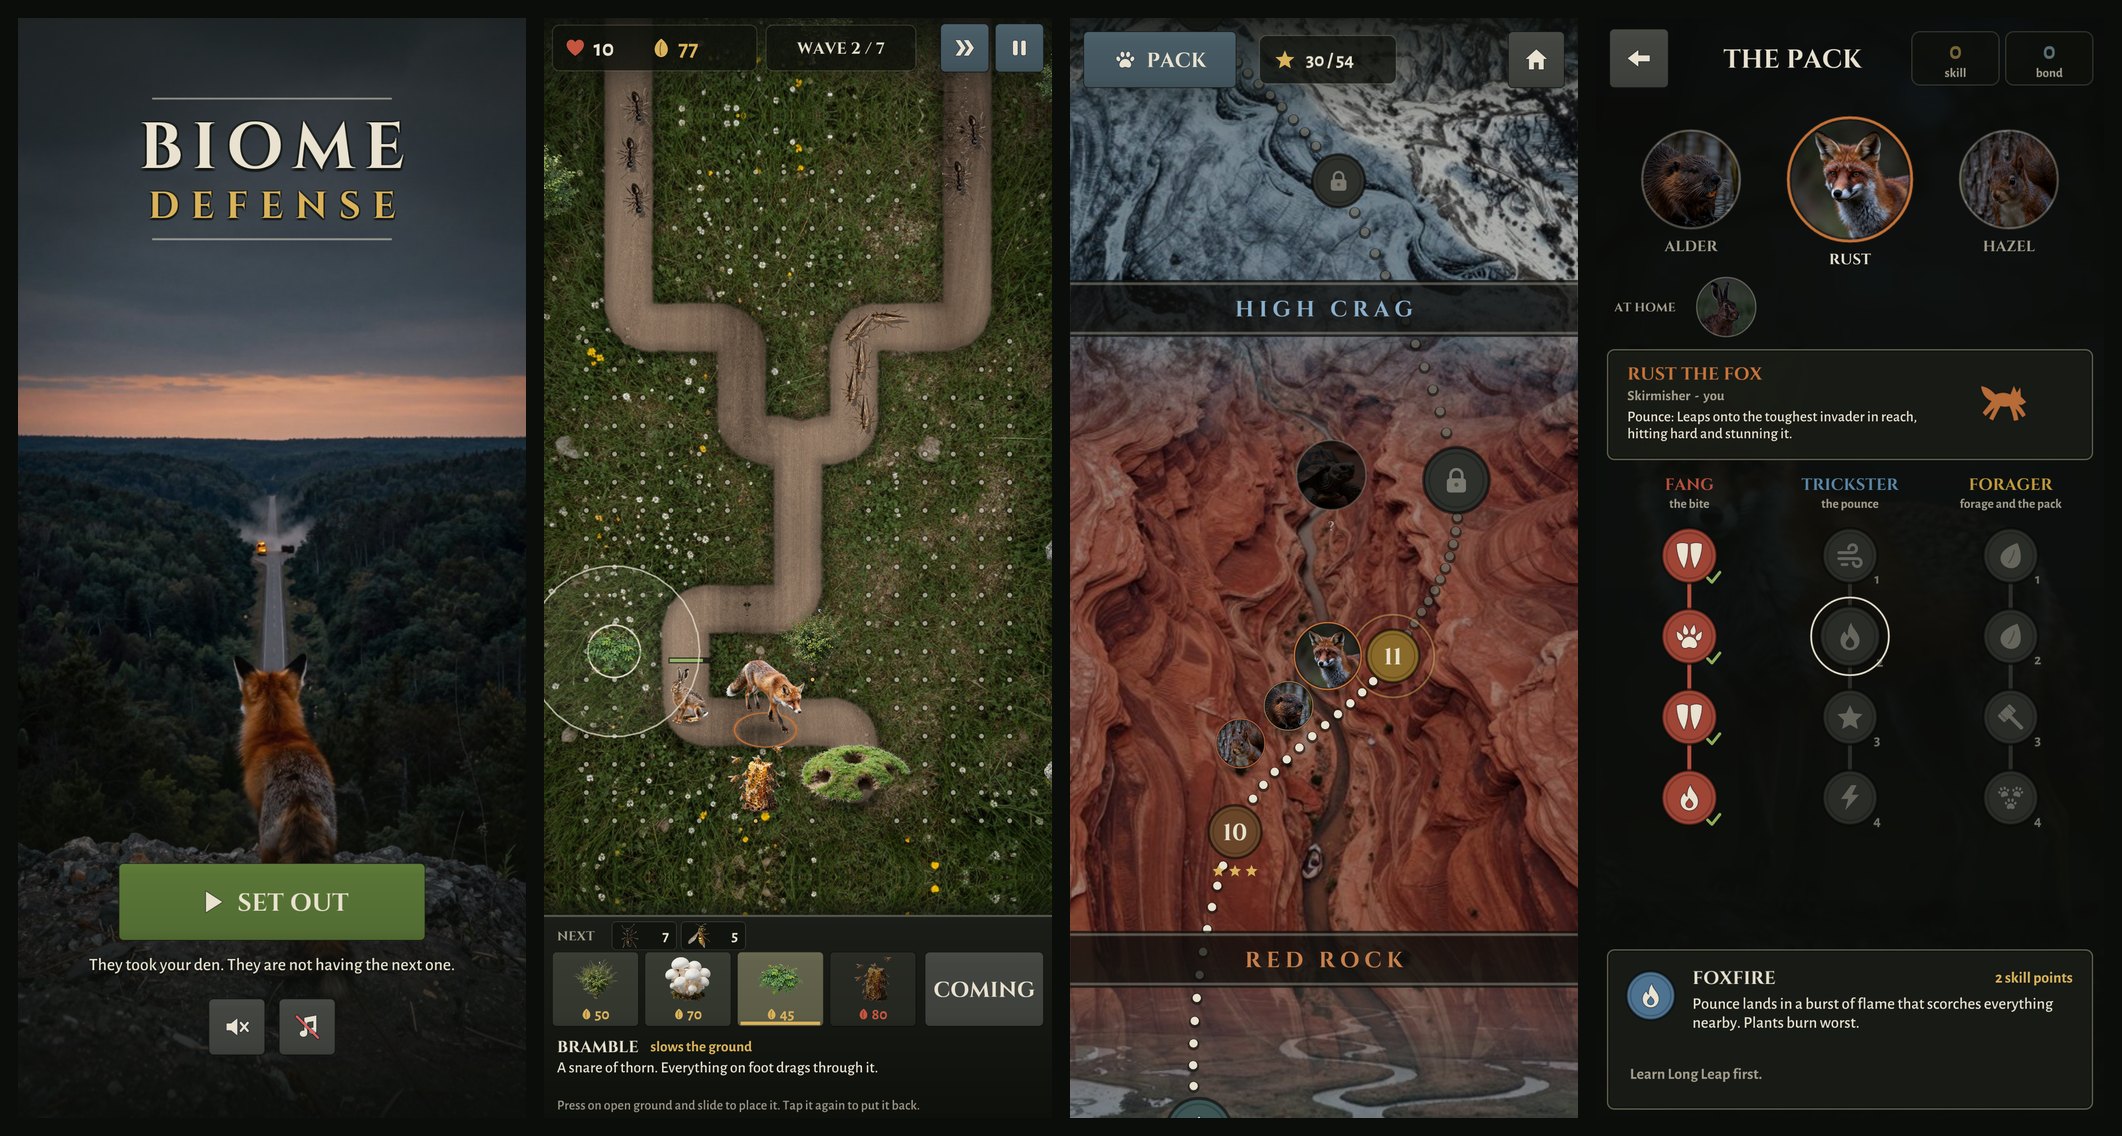 BIOME
DEFENSE
SET OUT
They took your den. They are not having the next one.
10
77
WAVE 2 / 7
NEXT
7
5
50
70
45
80
COMING
BRAMBLE slows the ground
A snare of thorn. Everything on foot drags through it.
Press on open ground and slide to place it. Tap it again to put it back.
PACK
30/54
HIGH CRAG
?
11
10
RED ROCK
THE PACK
0
skill
0
bond
ALDER
RUST
HAZEL
AT HOME
RUST THE FOX
Skirmisher - you
Pounce: Leaps onto the toughest invader in reach,
hitting hard and stunning it.
FANG
the bite
TRICKSTER
the pounce
FORAGER
forage and the pack
1
1
2
2
3
3
4
4
FOXFIRE
2 skill points
Pounce lands in a burst of flame that scorches everything
nearby. Plants burn worst.
Learn Long Leap first.